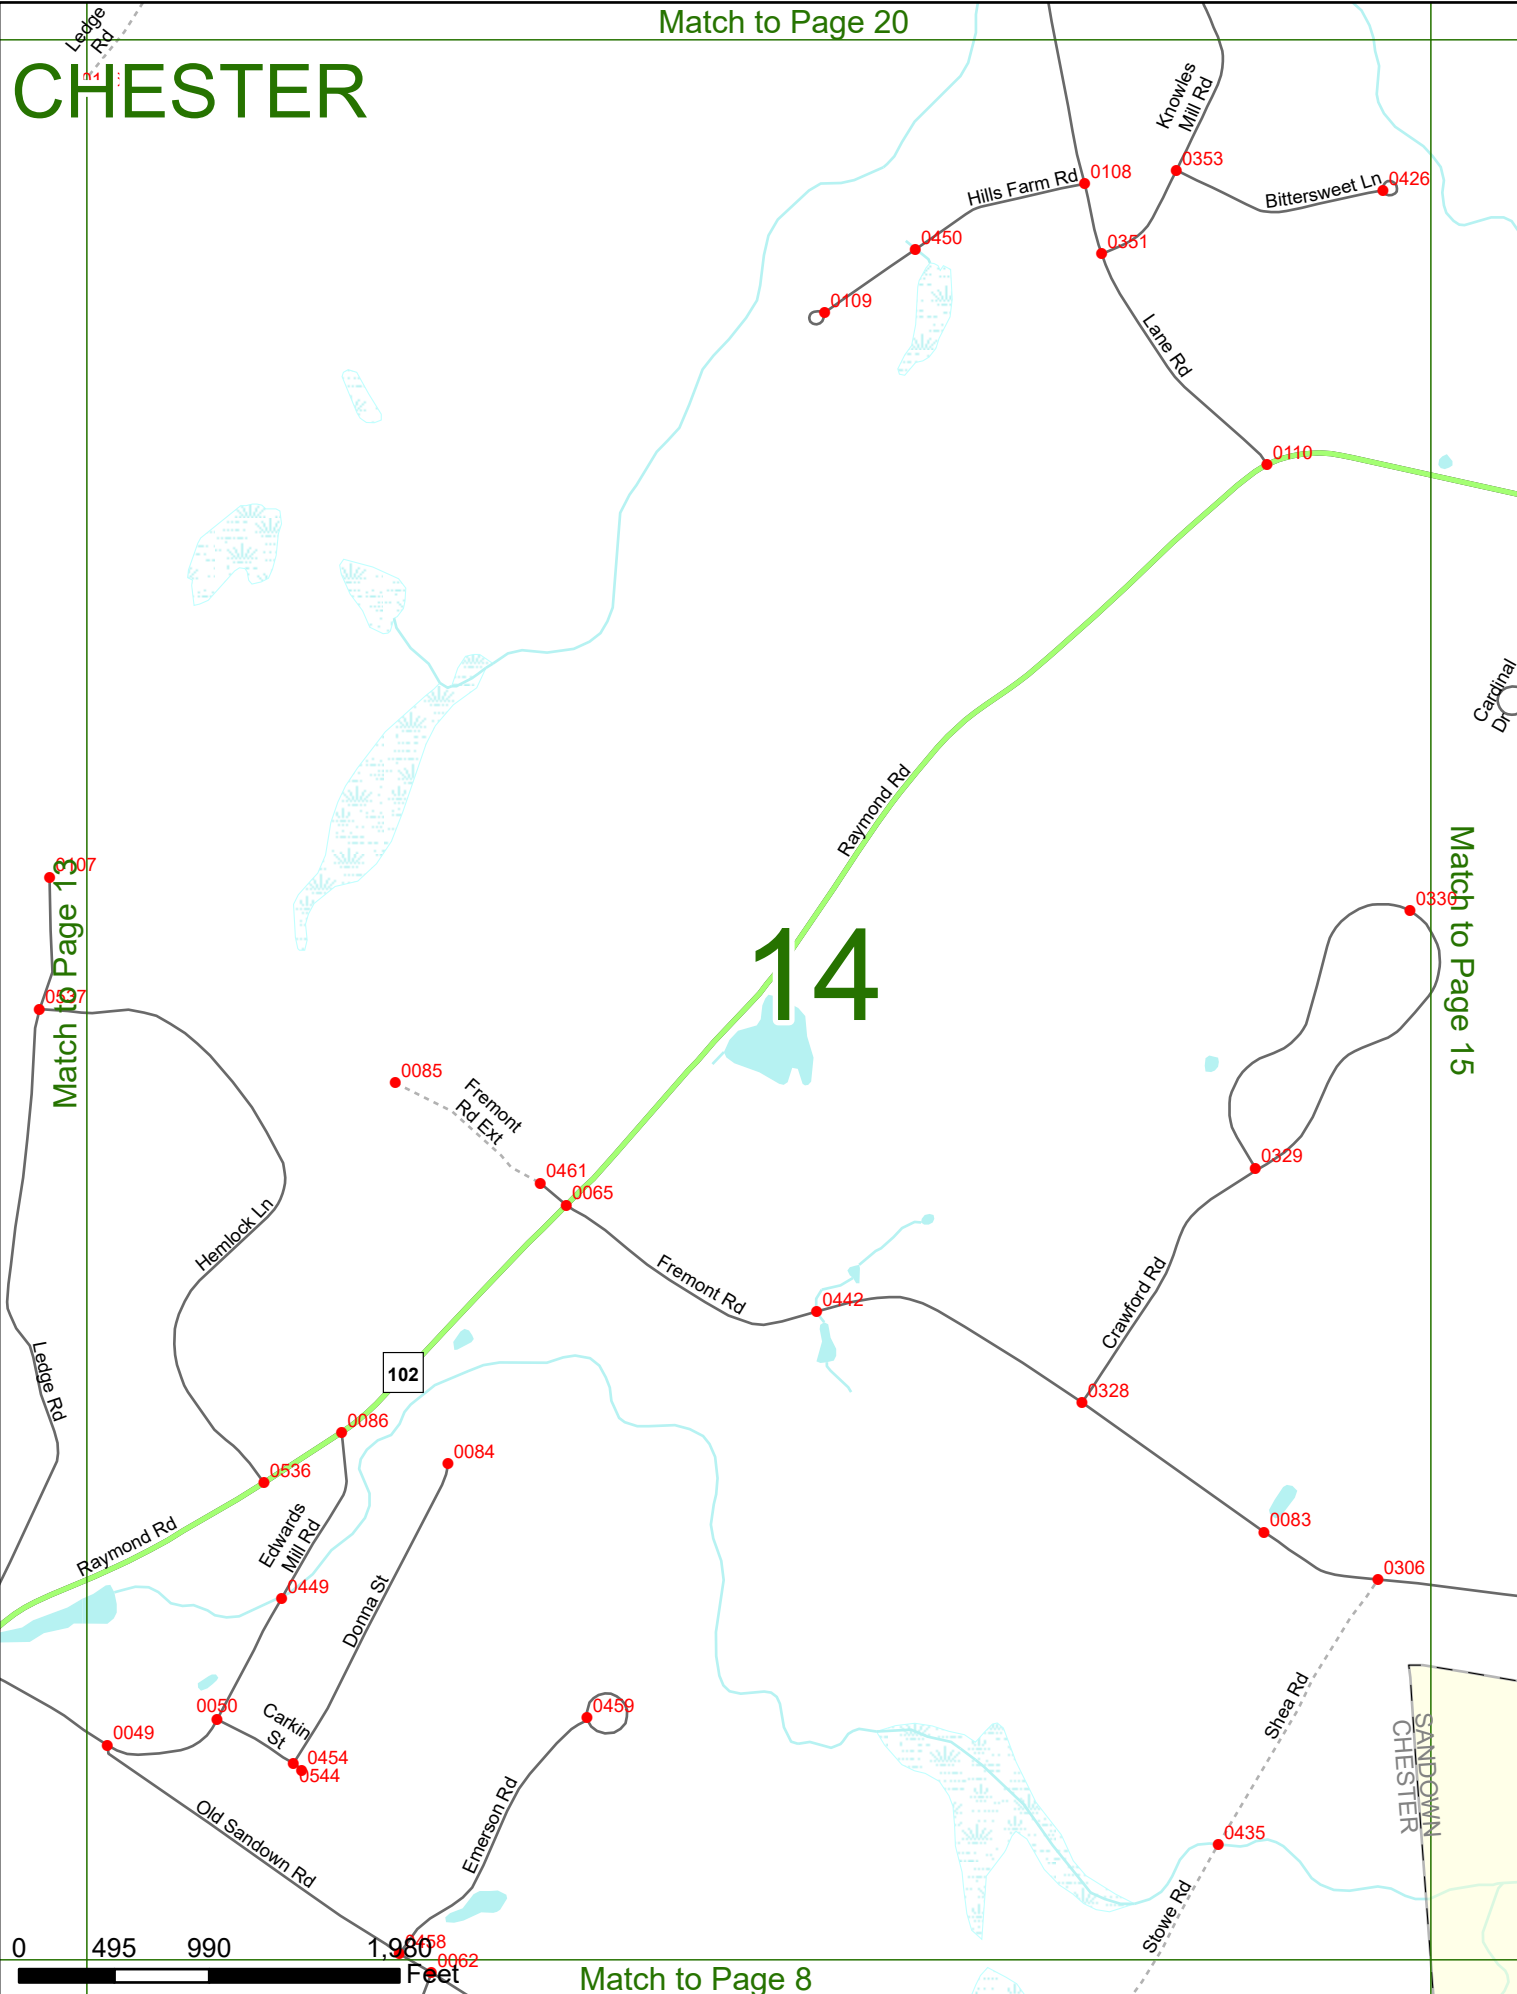 Match to Page 20
Ledge
Rd
CHESTER
Knowles
Mill Rd
0353
0108
Hills Farm Rd
Bittersweet Ln
0426
0450
0351
0109
Lane Rd
0110
Cardinal
Dr
Raymond Rd
0107
Match to Page 13
Match to Page 15
0330
14
0537
0085
Fremont
Rd Ext
0461
0065
0329
Hemlock Ln
Fremont Rd
0442
Crawford Rd
Ledge Rd
102
0328
0086
0084
0536
Edwards
Mill Rd
Raymond Rd
0083
0306
0449
Donna St
Shea Rd
0050
Carkin
St
0459
0049
0454
0544
SANDOWN
CHESTER
Old Sandown Rd
Emerson Rd
0435
Stowe Rd
0458
0062
0
495
990
1,980
Feet
Match to Page 8